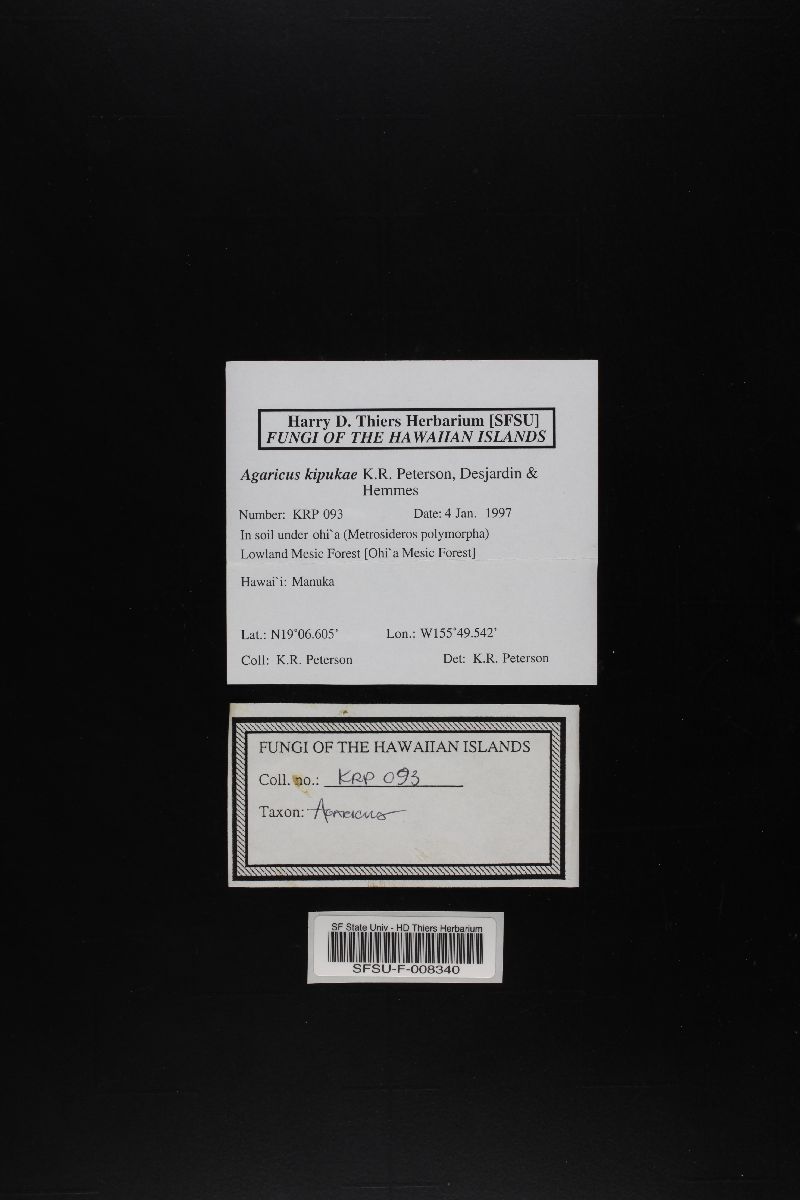 Harry D. Thiers Herbarium [SFSU]
FUNGI OF THE HAWAIIAN ISLANDS
Agaricus kipukae K.R. Peterson, Desjardin &
Hemmes
Number: KRP 093 Date: 4 Jan. 1997
In soil under ohi`a (Metrosideros polymorpha)
Lowland Mesic Forest [Ohi`a Mesic Forest]
Hawai`i: Manuka
Lat.: N19°06.605’ Lon.: W155°49.542’
Coll: K.R. Peterson Det: K.R. Peterson
FUNGI OF THE HAWAIIAN ISLANDS
Coll. no.: KRP 093
Taxon: Agaricus
SF State Univ - HD Thiers Herbarium
SFSU-F-008340